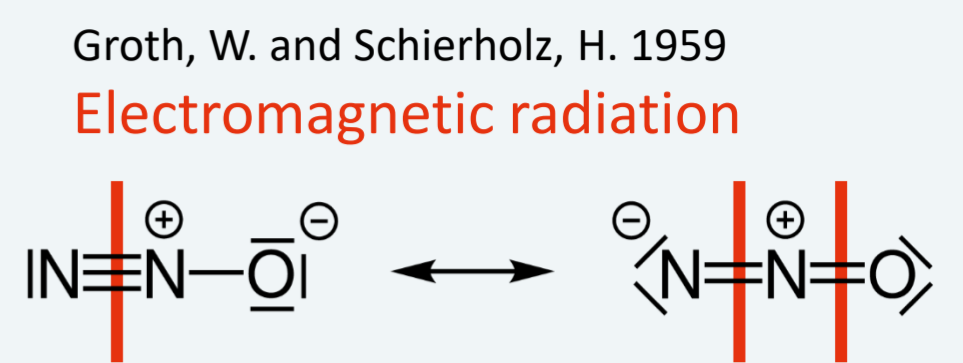 Groth, W. and Schierholz, H. 1959
Electromagnetic radiation
|N≡N⊕—O|⊖ ↔ ⊖N=N⊕=O